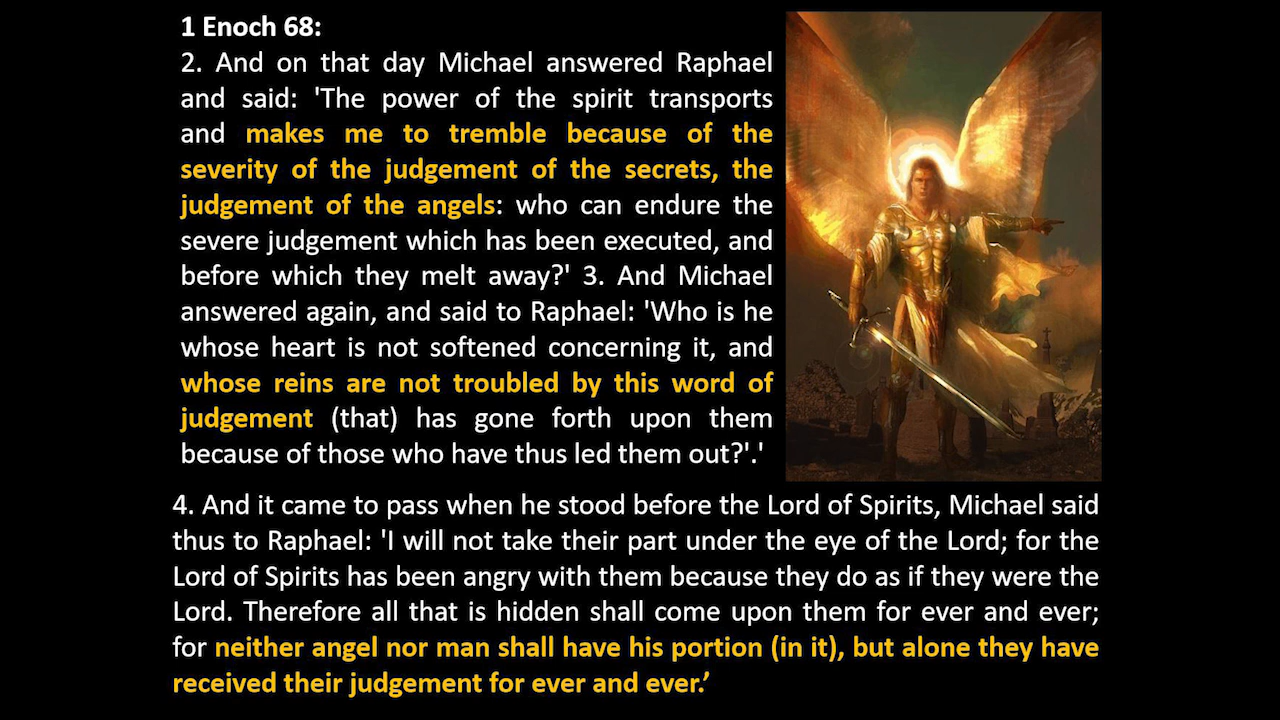 1 Enoch 68:
2. And on that day Michael answered Raphael
and said: 'The power of the spirit transports
and makes me to tremble because of the
severity of the judgement of the secrets, the
judgement of the angels: who can endure the
severe judgement which has been executed, and
before which they melt away?' 3. And Michael
answered again, and said to Raphael: 'Who is he
whose heart is not softened concerning it, and
whose reins are not troubled by this word of
judgement (that) has gone forth upon them
because of those who have thus led them out?'.'
4. And it came to pass when he stood before the Lord of Spirits, Michael said
thus to Raphael: 'I will not take their part under the eye of the Lord; for the
Lord of Spirits has been angry with them because they do as if they were the
Lord. Therefore all that is hidden shall come upon them for ever and ever;
for neither angel nor man shall have his portion (in it), but alone they have
received their judgement for ever and ever.’